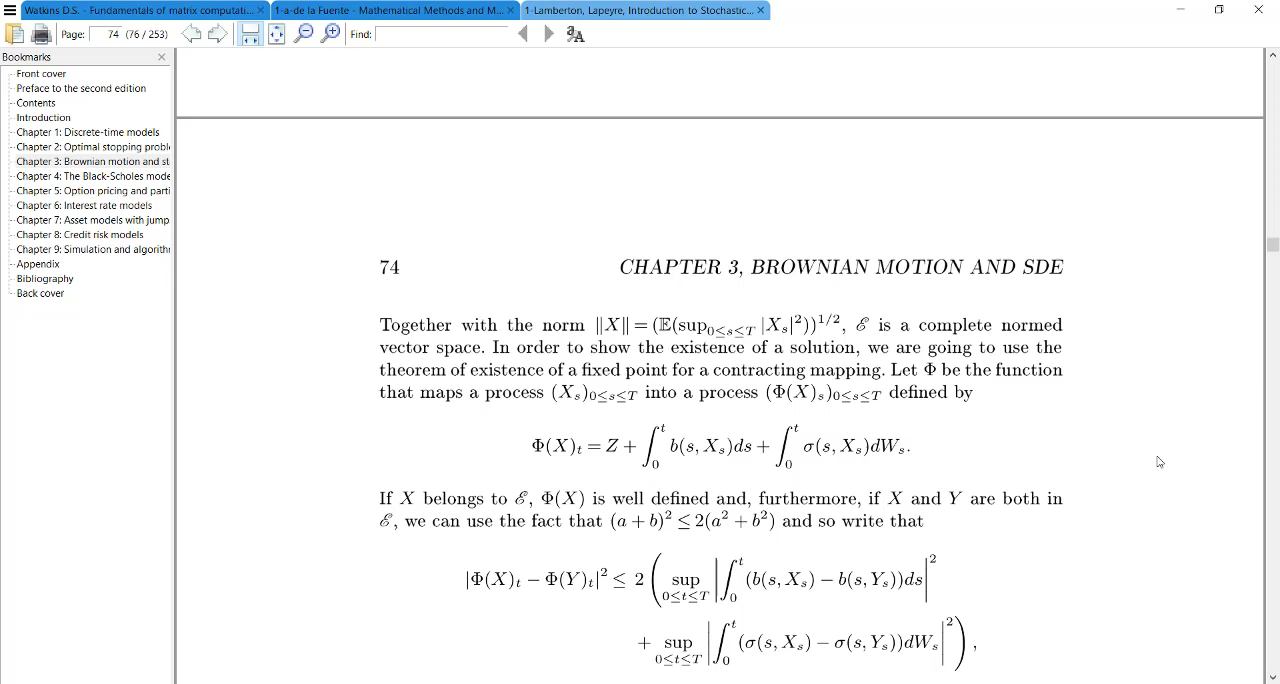 Watkins D.S. - Fundamentals of matrix computati... × 1-a-de la Fuente - Mathematical Methods and M... × 1-Lamberton, Lapeyre, Introduction to Stochastic... ×
Page: 74 (76 / 253) Find:
Bookmarks
Front cover
Preface to the second edition
Contents
Introduction
Chapter 1: Discrete-time models
Chapter 2: Optimal stopping proble
Chapter 3: Brownian motion and st
Chapter 4: The Black-Scholes mode
Chapter 5: Option pricing and parti
Chapter 6: Interest rate models
Chapter 7: Asset models with jump
Chapter 8: Credit risk models
Chapter 9: Simulation and algorith
Appendix
Bibliography
Back cover
74 CHAPTER 3, BROWNIAN MOTION AND SDE
Together with the norm ‖X‖ = (𝔼(sup_{0≤s≤T} |X_s|²))^{1/2}, ℰ is a complete normed
vector space. In order to show the existence of a solution, we are going to use the
theorem of existence of a fixed point for a contracting mapping. Let Φ be the function
that maps a process (X_s)_{0≤s≤T} into a process (Φ(X)_s)_{0≤s≤T} defined by
Φ(X)_t = Z + ∫_0^t b(s, X_s)ds + ∫_0^t σ(s, X_s)dW_s.
If X belongs to ℰ, Φ(X) is well defined and, furthermore, if X and Y are both in
ℰ, we can use the fact that (a + b)² ≤ 2(a² + b²) and so write that
|Φ(X)_t − Φ(Y)_t|² ≤ 2 ( sup_{0≤t≤T} |∫_0^t (b(s, X_s) − b(s, Y_s))ds|²
+ sup_{0≤t≤T} |∫_0^t (σ(s, X_s) − σ(s, Y_s))dW_s|² ),